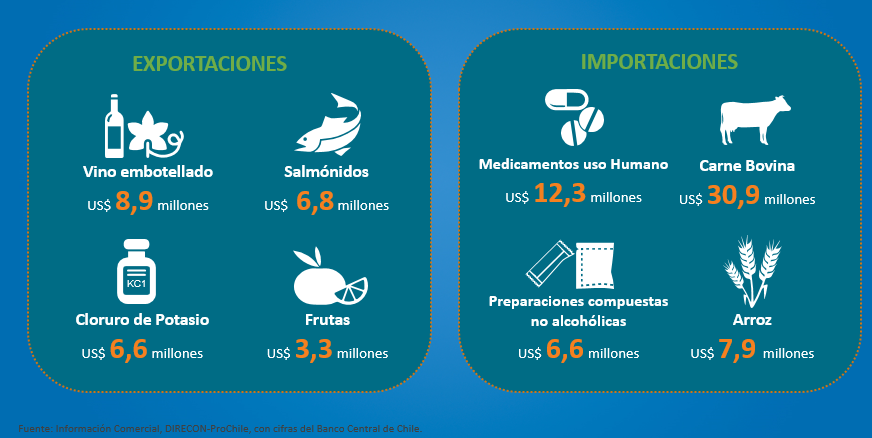 EXPORTACIONES
Vino embotellado
US$ 8,9 millones
Salmónidos
US$ 6,8 millones
KC1
Cloruro de Potasio
US$ 6,6 millones
Frutas
US$ 3,3 millones
IMPORTACIONES
Medicamentos uso Humano
US$ 12,3 millones
Carne Bovina
US$ 30,9 millones
Preparaciones compuestas
no alcohólicas
US$ 6,6 millones
Arroz
US$ 7,9 millones
Fuente: Información Comercial, DIRECON-ProChile, con cifras del Banco Central de Chile.